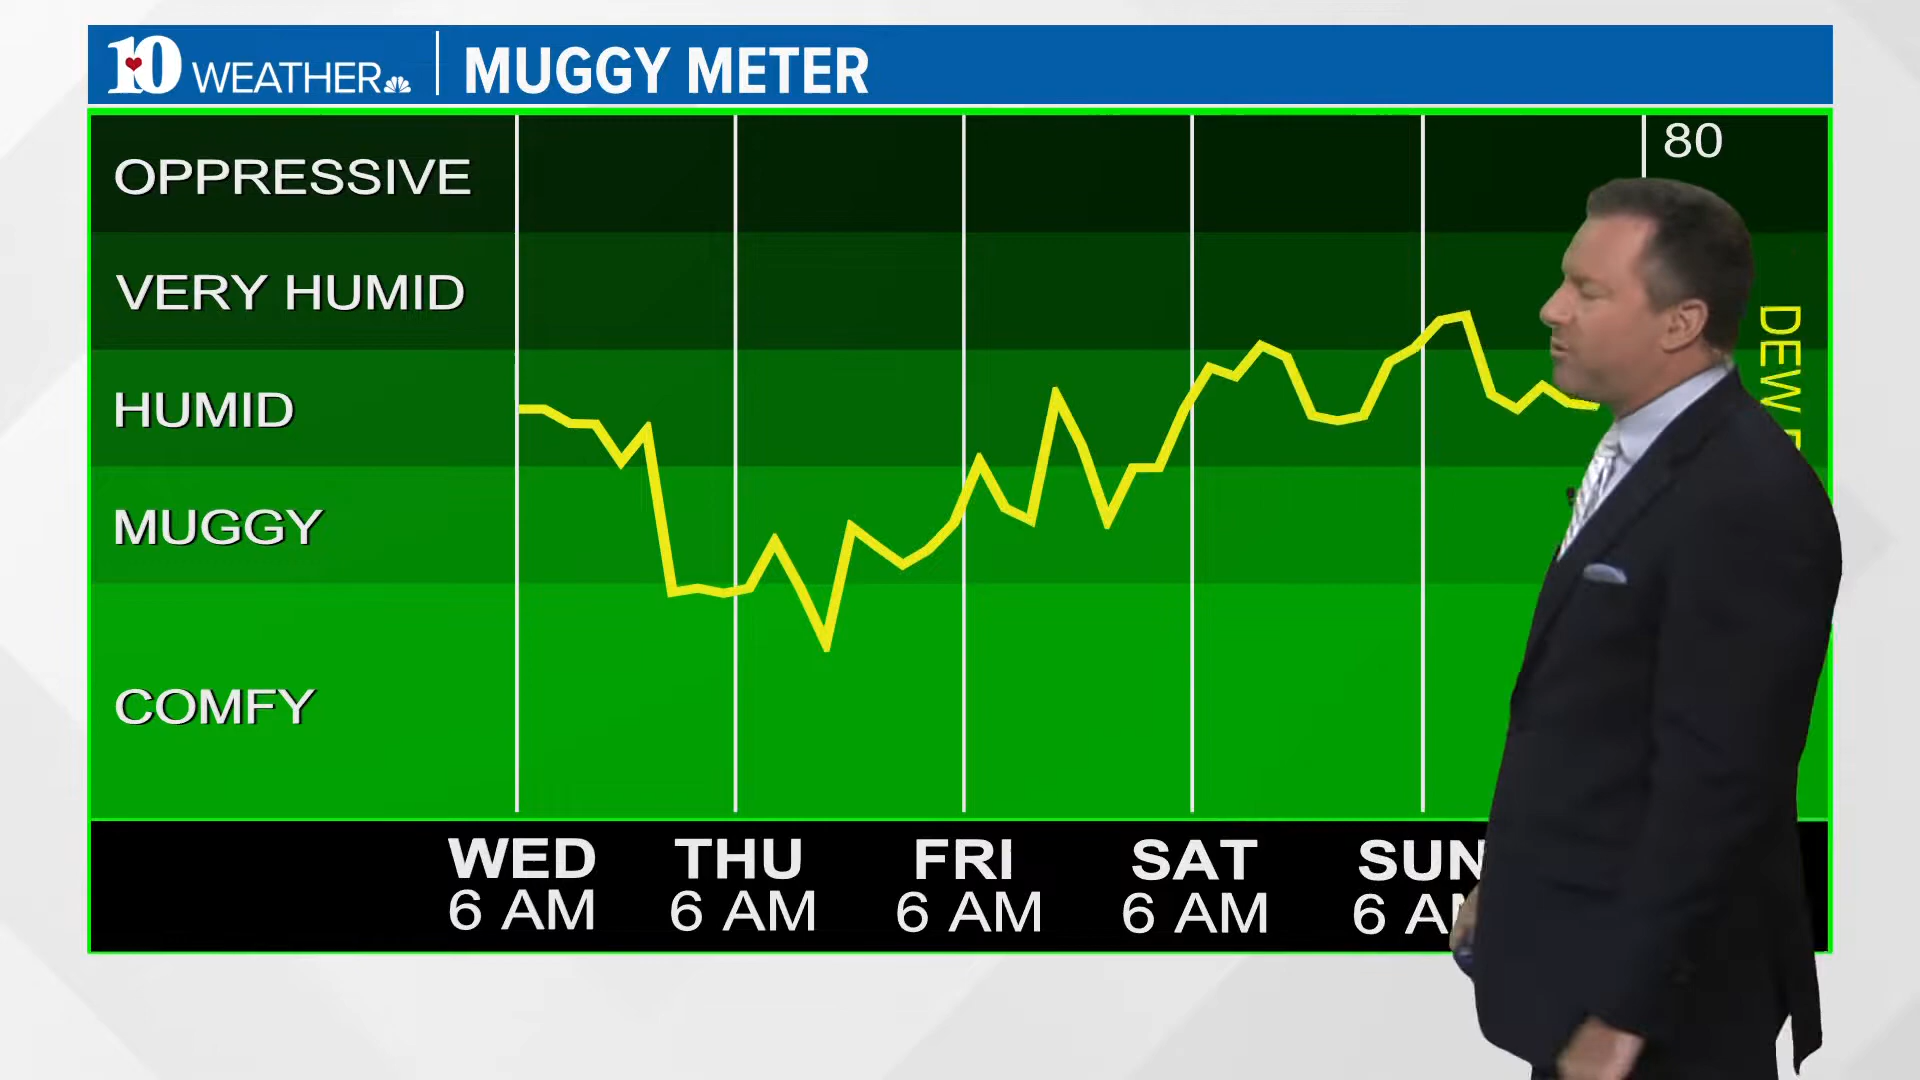 10 WEATHER MUGGY METER
80
OPPRESSIVE
VERY HUMID
HUMID
MUGGY
COMFY
DEW
WED THU FRI SAT SUN
6 AM 6 AM 6 AM 6 AM 6 A